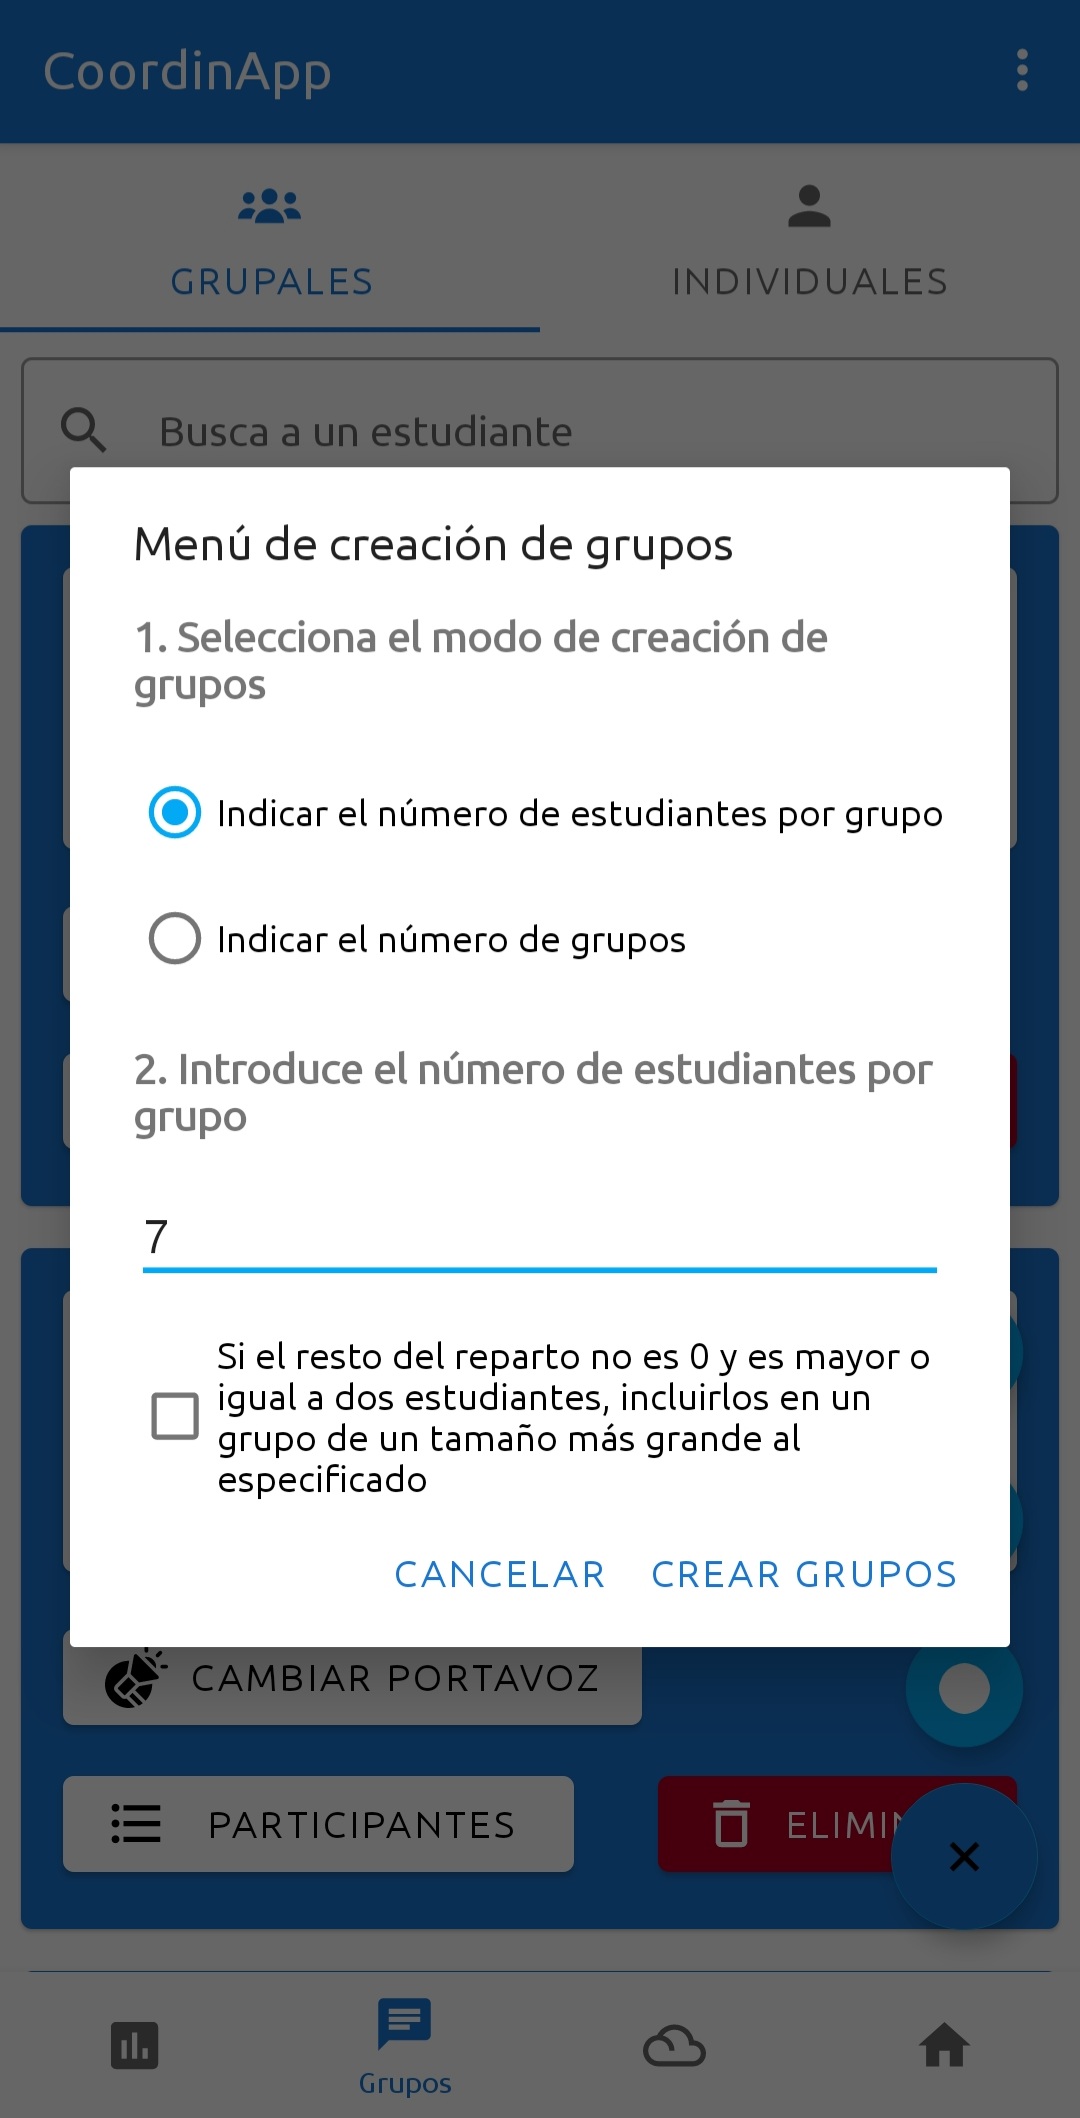 CoordinApp
GRUPALES
INDIVIDUALES
Busca a un estudiante
Menú de creación de grupos
1. Selecciona el modo de creación de
grupos
Indicar el número de estudiantes por grupo
Indicar el número de grupos
2. Introduce el número de estudiantes por
grupo
7
Si el resto del reparto no es 0 y es mayor o
igual a dos estudiantes, incluirlos en un
grupo de un tamaño más grande al
especificado
CANCELAR
CREAR GRUPOS
CAMBIAR PORTAVOZ
PARTICIPANTES
Grupos